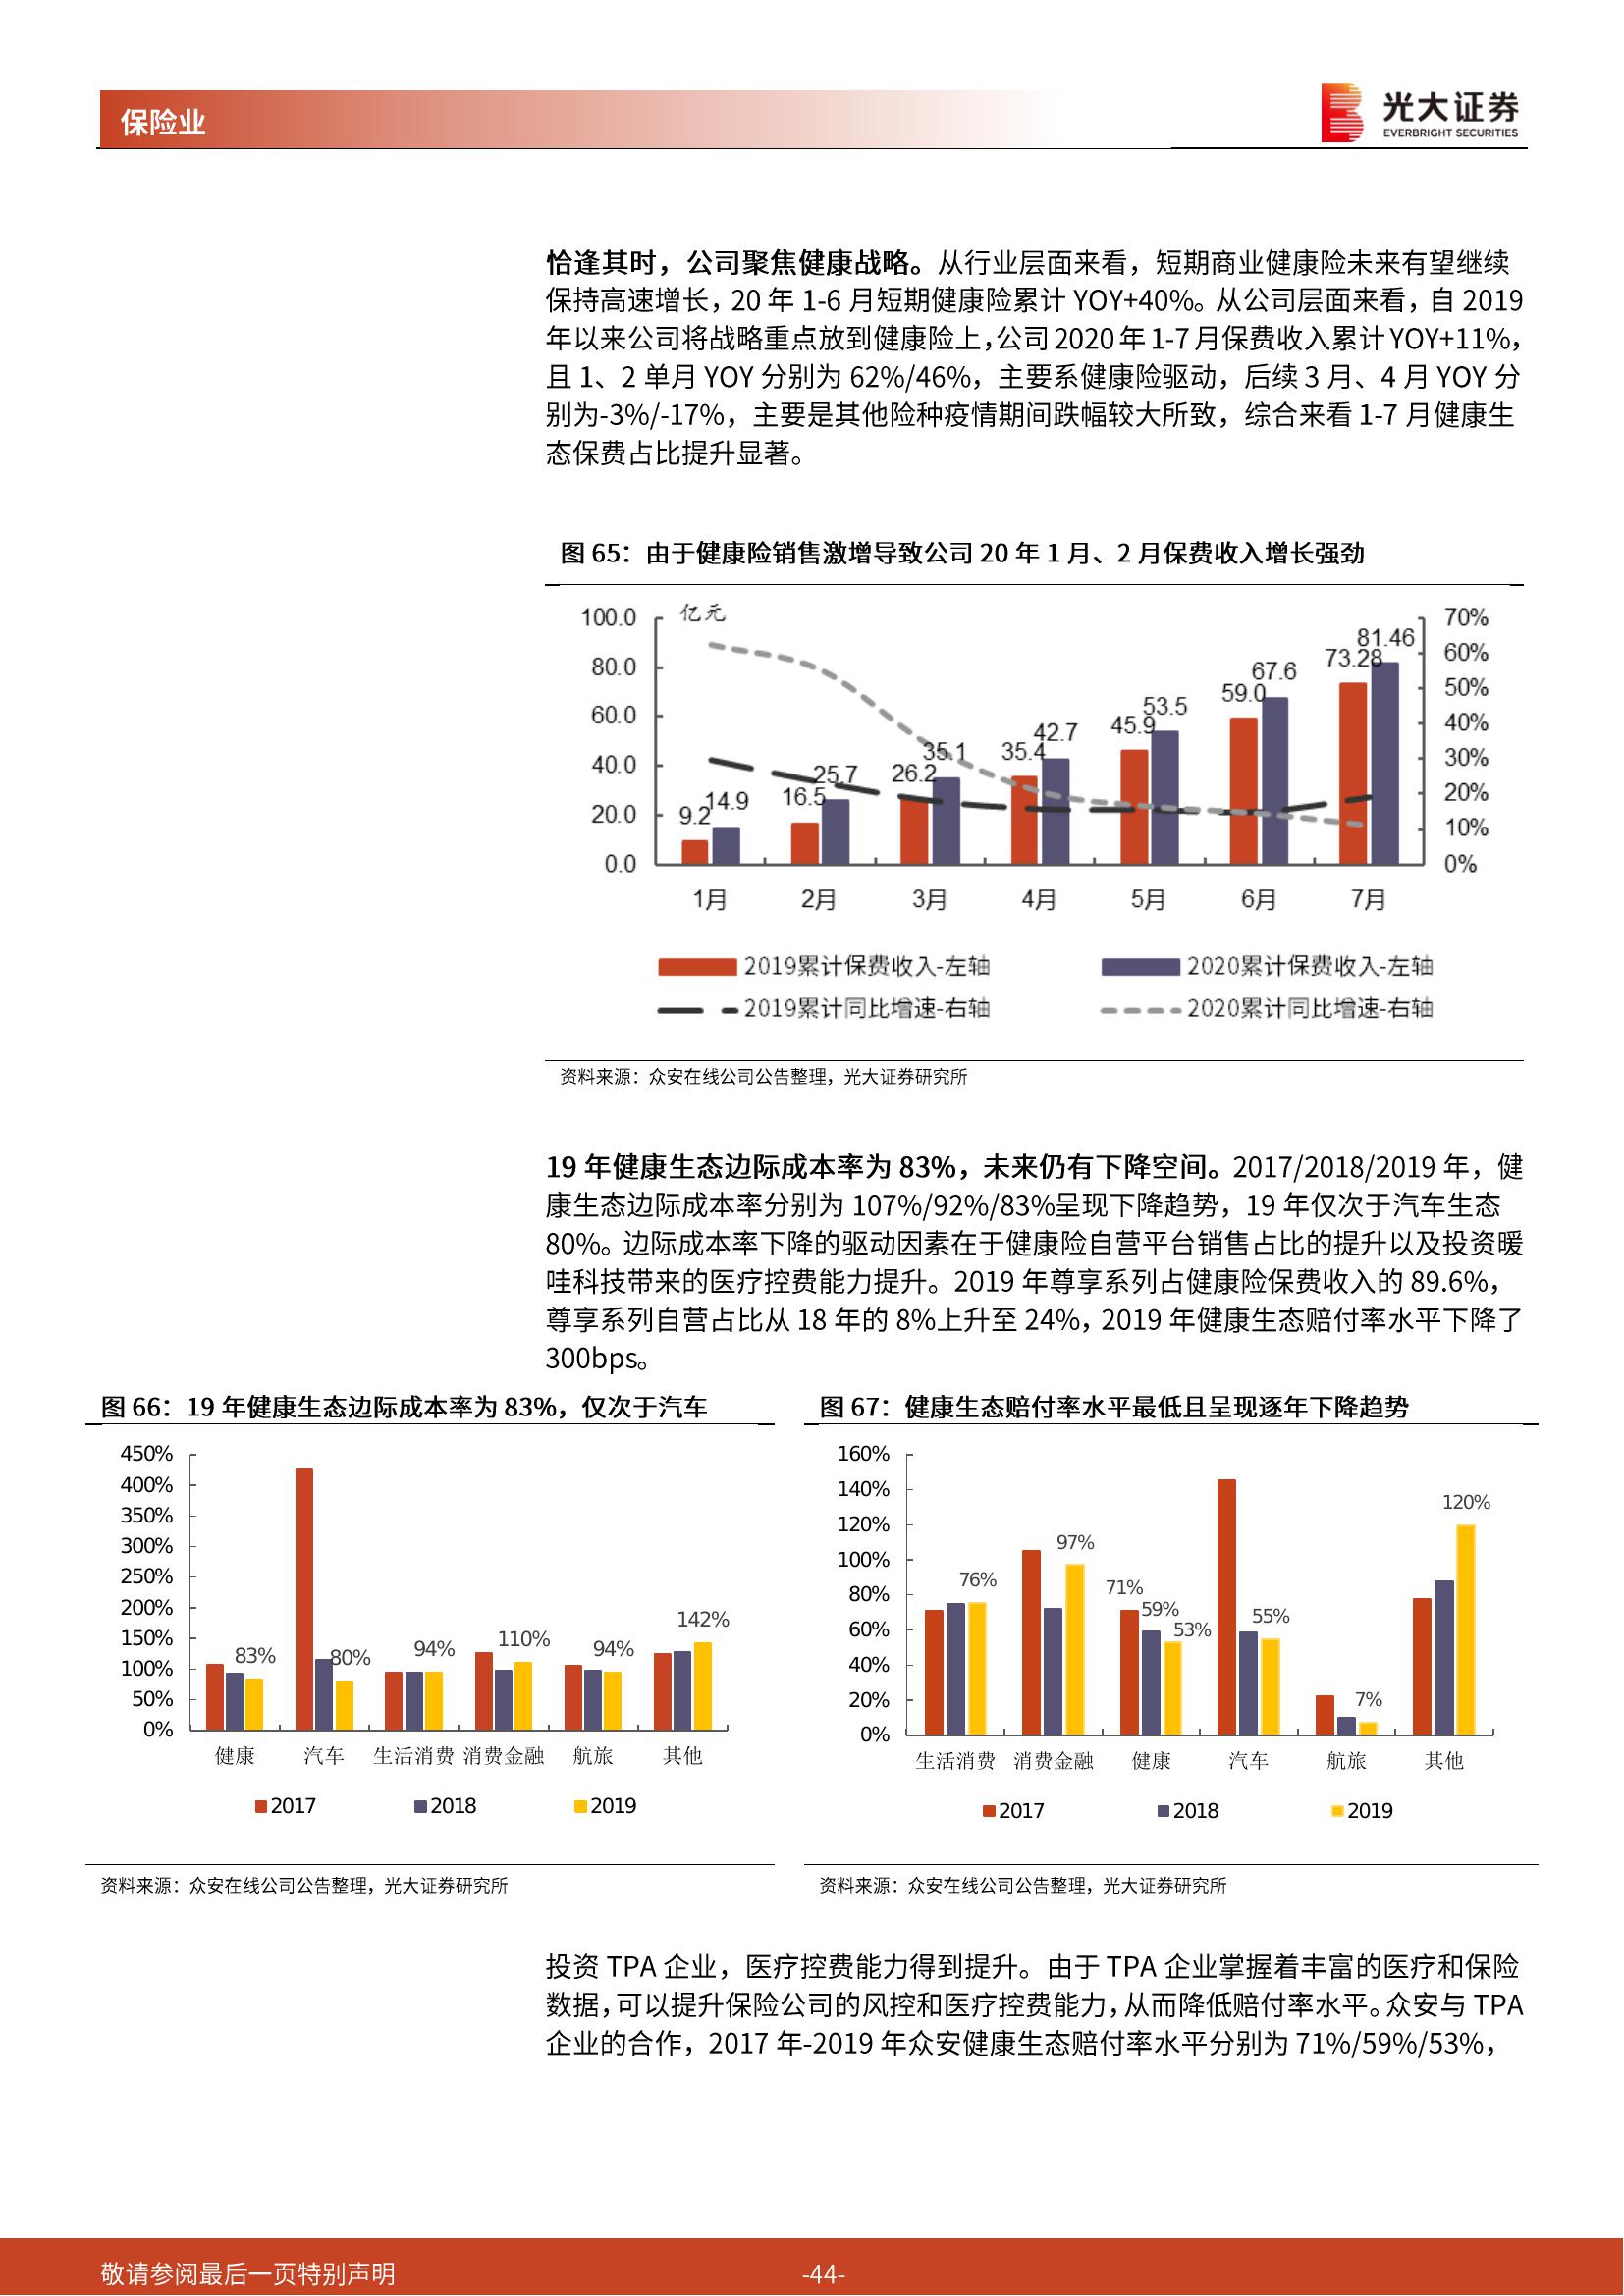 保险业
光大证券
EVERBRIGHT SECURITIES
恰逢其时，公司聚焦健康战略。从行业层面来看，短期商业健康险未来有望继续
保持高速增长，20 年 1-6 月短期健康险累计 YOY+40%。从公司层面来看，自 2019
年以来公司将战略重点放到健康险上，公司 2020 年 1-7 月保费收入累计 YOY+11%，
且 1、2 单月 YOY 分别为 62%/46%，主要系健康险驱动，后续 3 月、4 月 YOY 分
别为-3%/-17%，主要是其他险种疫情期间跌幅较大所致，综合来看 1-7 月健康生
态保费占比提升显著。
图 65：由于健康险销售激增导致公司 20 年 1 月、2 月保费收入增长强劲
亿元
100.0
80.0
60.0
40.0
20.0
0.0
70%
60%
50%
40%
30%
20%
10%
0%
9.2
14.9
16.5
25.7
26.2
35.1
35.4
42.7
45.9
53.5
59.0
67.6
73.28
81.46
1月 2月 3月 4月 5月 6月 7月
2019累计保费收入-左轴 2020累计保费收入-左轴
2019累计同比增速-右轴 2020累计同比增速-右轴
资料来源：众安在线公司公告整理，光大证券研究所
19 年健康生态边际成本率为 83%，未来仍有下降空间。2017/2018/2019 年，健
康生态边际成本率分别为 107%/92%/83%呈现下降趋势，19 年仅次于汽车生态
80%。边际成本率下降的驱动因素在于健康险自营平台销售占比的提升以及投资暖
哇科技带来的医疗控费能力提升。2019 年尊享系列占健康险保费收入的 89.6%，
尊享系列自营占比从 18 年的 8%上升至 24%，2019 年健康生态赔付率水平下降了
300bps。
图 66：19 年健康生态边际成本率为 83%，仅次于汽车
450%
400%
350%
300%
250%
200%
150%
100%
50%
0%
83%
80%
94%
110%
94%
142%
健康 汽车 生活消费 消费金融 航旅 其他
2017 2018 2019
资料来源：众安在线公司公告整理，光大证券研究所
图 67：健康生态赔付率水平最低且呈现逐年下降趋势
160%
140%
120%
100%
80%
60%
40%
20%
0%
76%
97%
71%
59%
53%
55%
7%
120%
生活消费 消费金融 健康 汽车 航旅 其他
2017 2018 2019
资料来源：众安在线公司公告整理，光大证券研究所
投资 TPA 企业，医疗控费能力得到提升。由于 TPA 企业掌握着丰富的医疗和保险
数据，可以提升保险公司的风控和医疗控费能力，从而降低赔付率水平。众安与 TPA
企业的合作，2017 年-2019 年众安健康生态赔付率水平分别为 71%/59%/53%，
敬请参阅最后一页特别声明
-44-